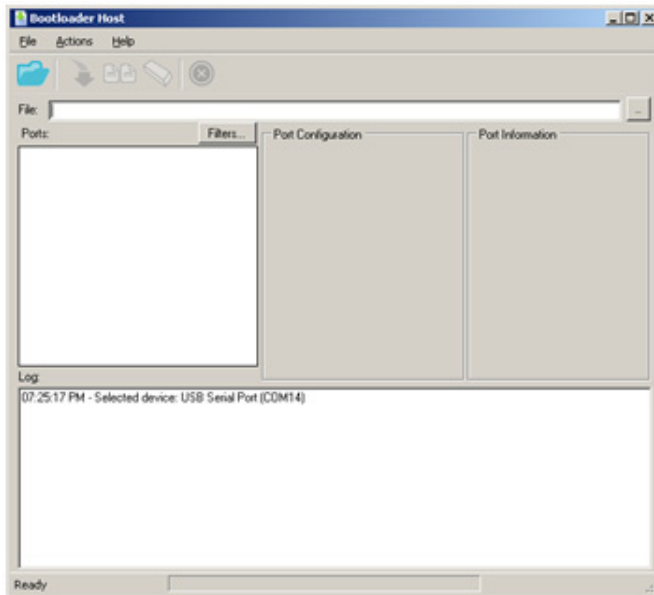 Bootloader Host
File Actions Help
File:
...
Ports:
Filters...
Port Configuration
Port Information
Log:
07:25:17 PM - Selected device: USB Serial Port (COM14)
Ready